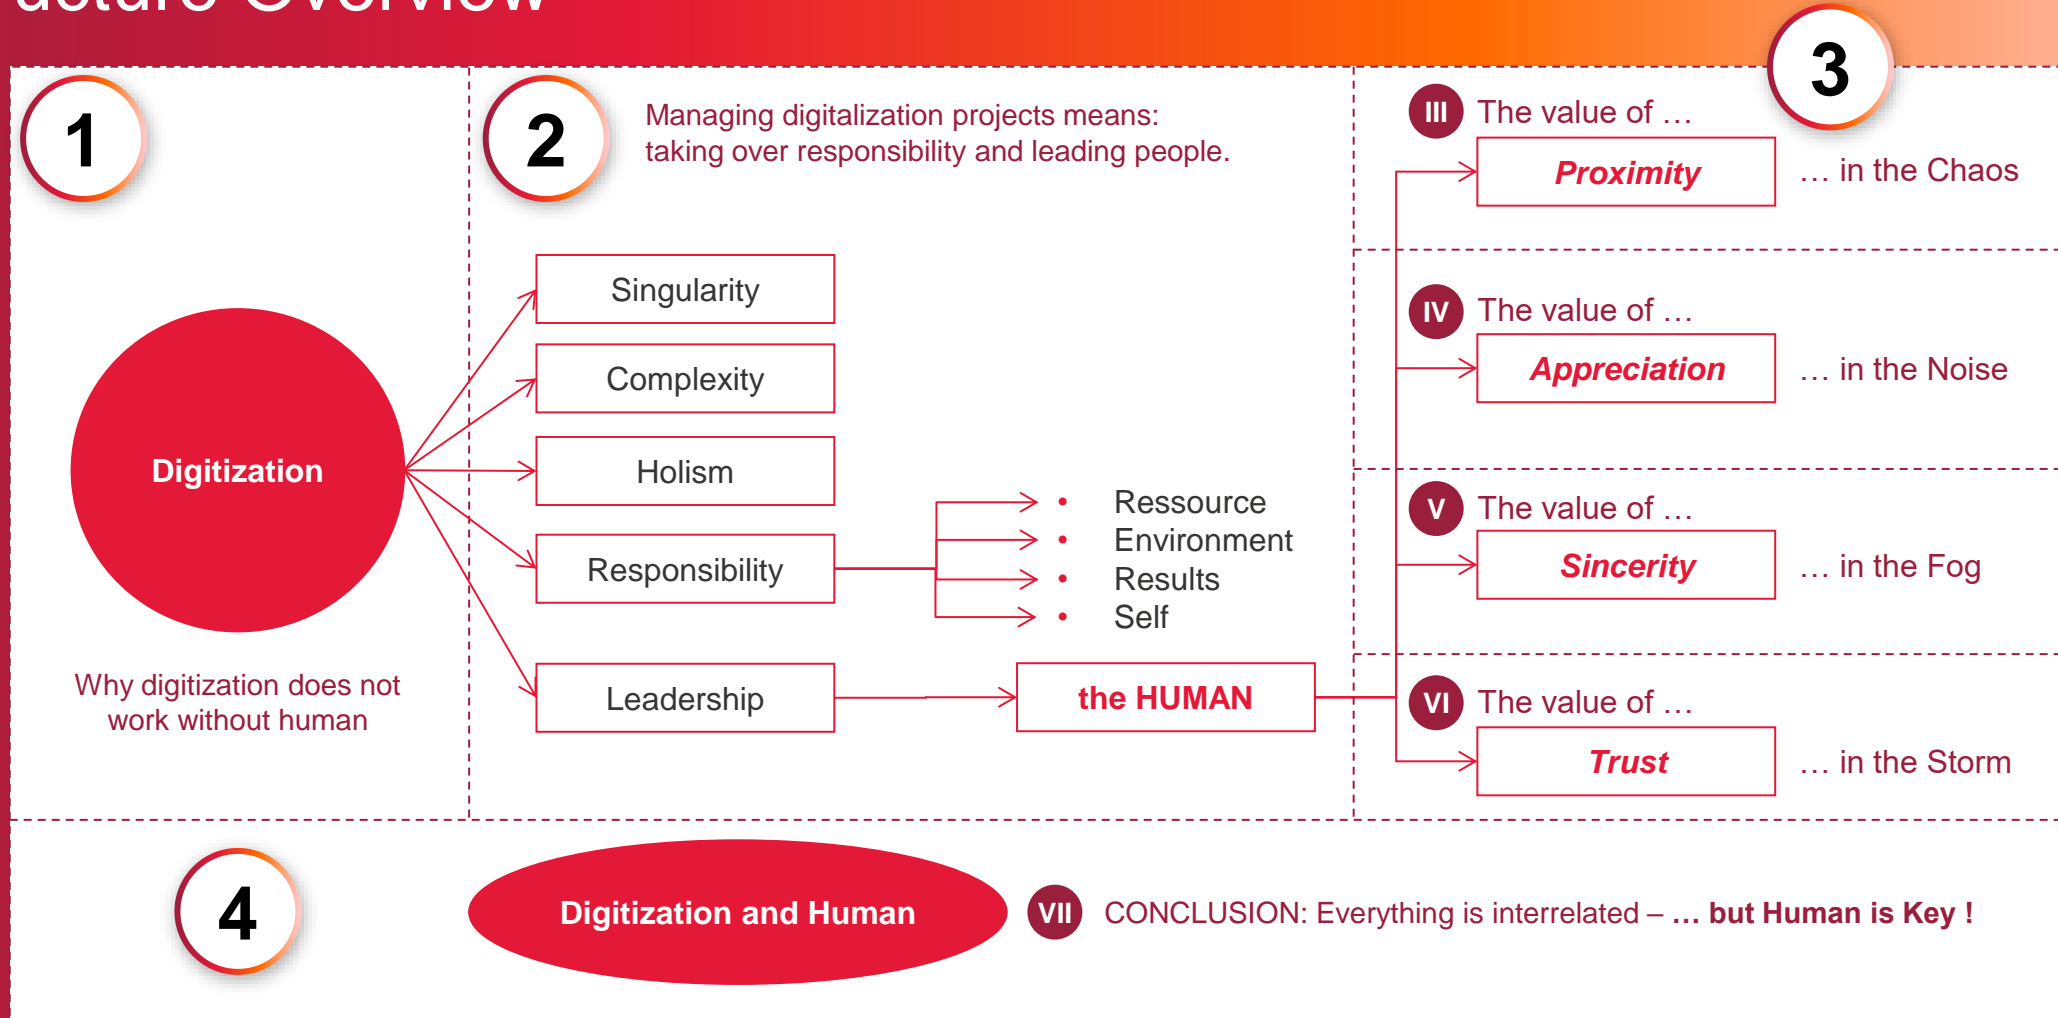 Overview
1
Digitization
Why digitization does not
work without human
2
Managing digitalization projects means:
taking over responsibility and leading people.
Singularity
Complexity
Holism
Responsibility
• Ressource
• Environment
• Results
• Self
Leadership
the HUMAN
3
III The value of …
Proximity … in the Chaos
IV The value of …
Appreciation … in the Noise
V The value of …
Sincerity … in the Fog
VI The value of …
Trust … in the Storm
4
Digitization and Human
VII CONCLUSION: Everything is interrelated – … but Human is Key !